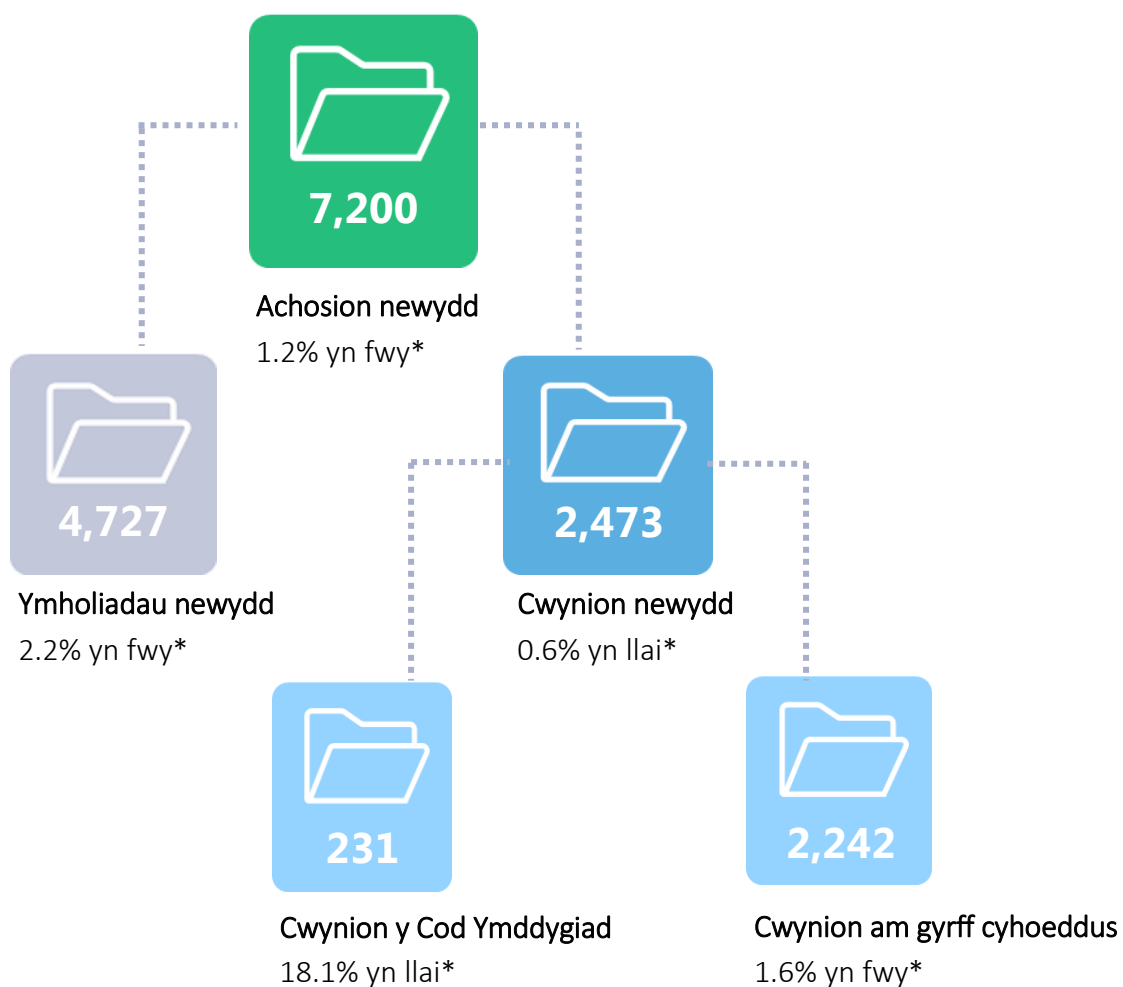 7,200
Achosion newydd
1.2% yn fwy*
4,727
Ymholiadau newydd
2.2% yn fwy*
2,473
Cwynion newydd
0.6% yn llai*
231
Cwynion y Cod Ymddygiad
18.1% yn llai*
2,242
Cwynion am gyrff cyhoeddus
1.6% yn fwy*